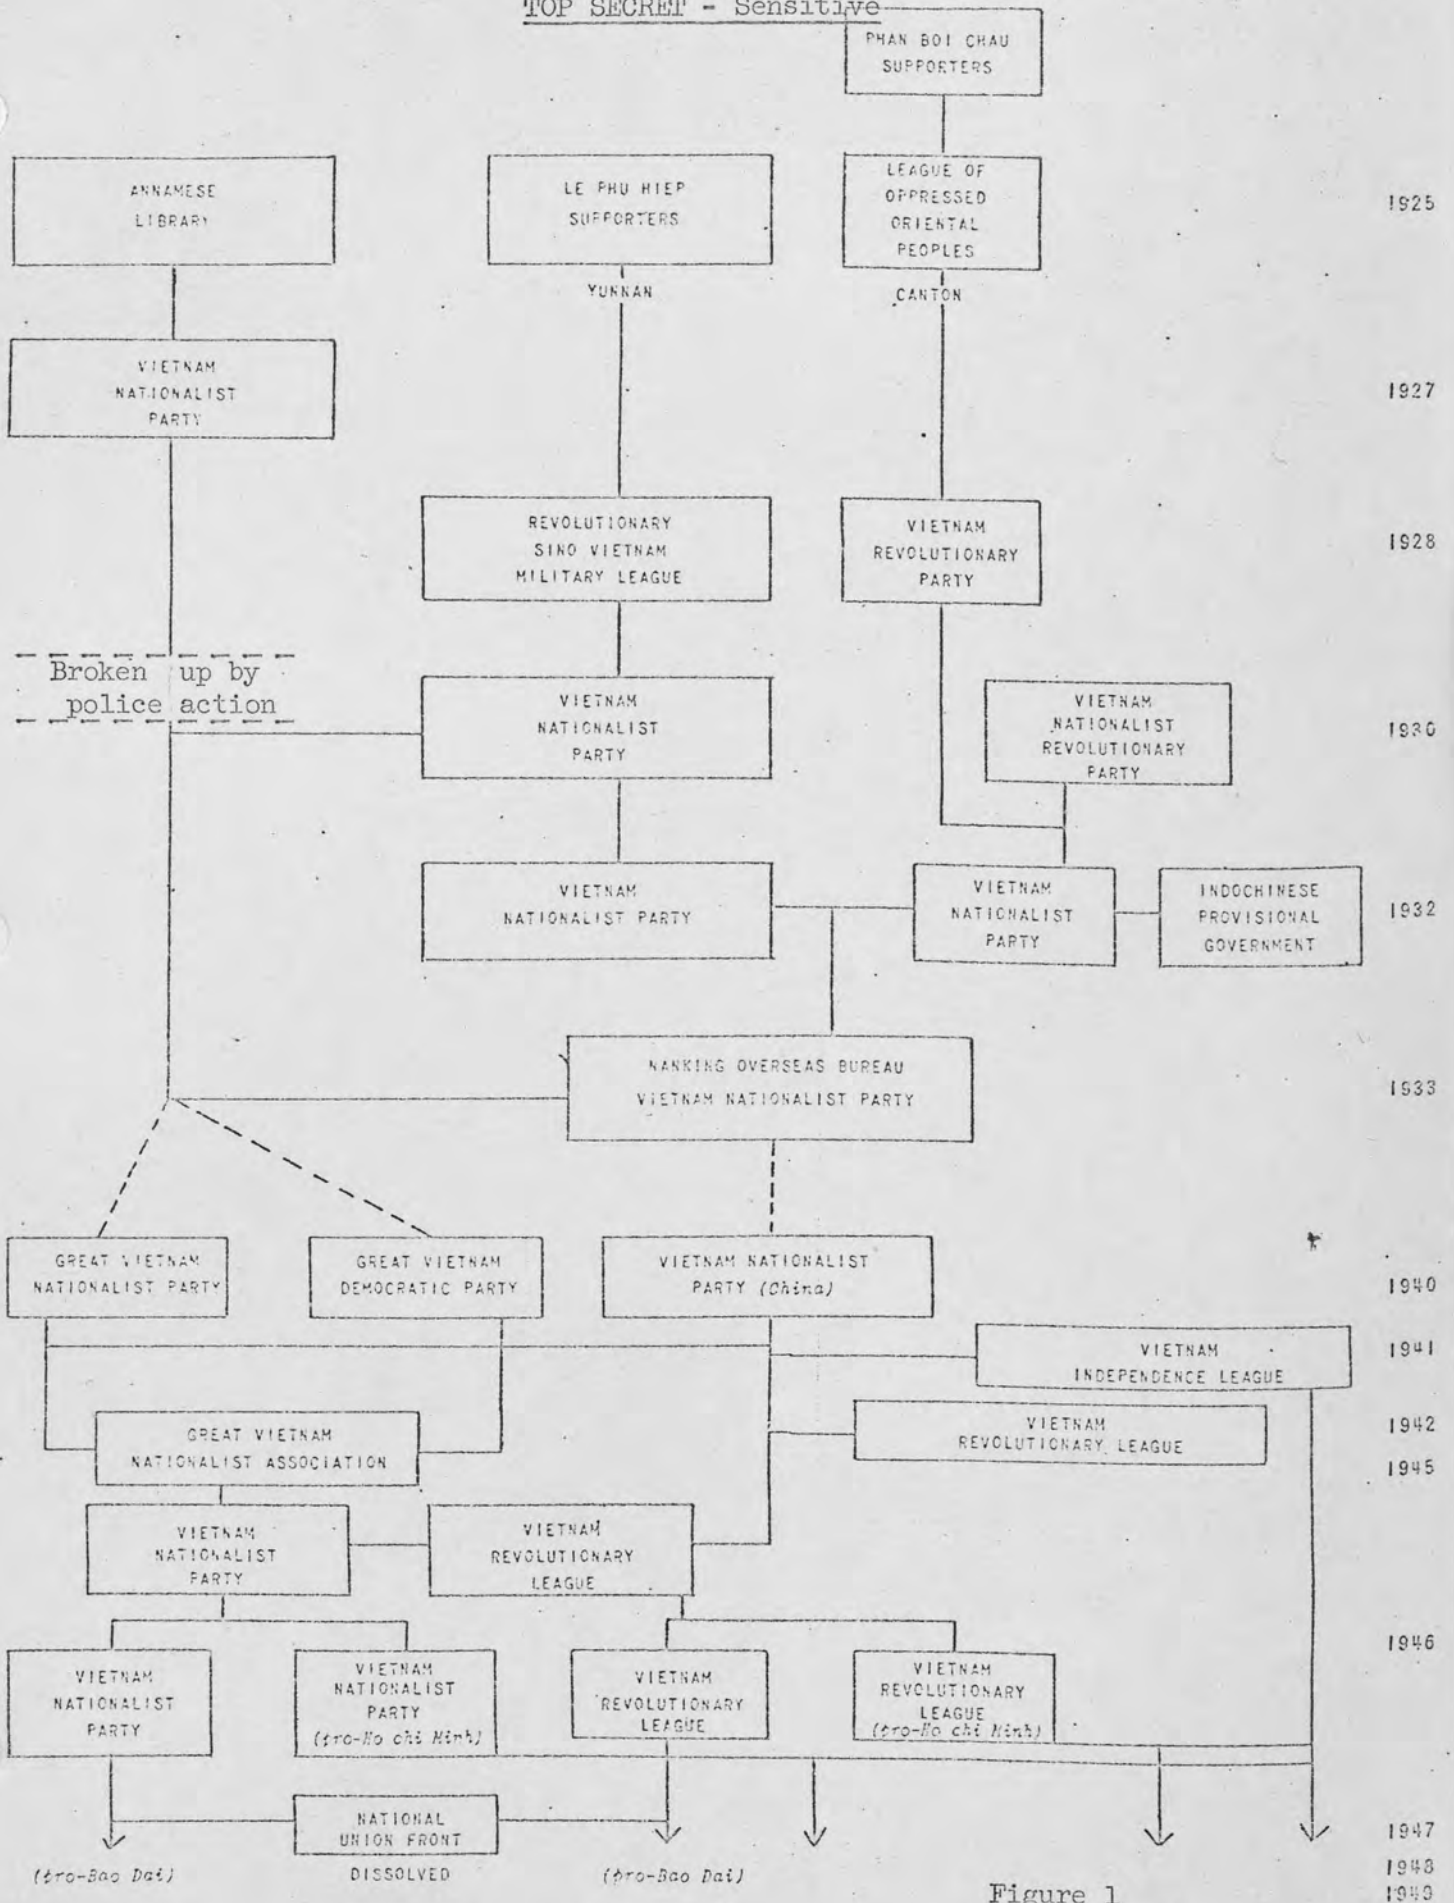 TOP SECRET - Sensitive
PHAN BOI CHAU
SUPPORTERS
ANNAMESE
LIBRARY
LE PHU HIEP
SUPPORTERS
LEAGUE OF
OPPRESSED
ORIENTAL
PEOPLES
1925
YUNNAN
CANTON
VIETNAM
NATIONALIST
PARTY
1927
REVOLUTIONARY
SINO VIETNAM
MILITARY LEAGUE
VIETNAM
REVOLUTIONARY
PARTY
1928
Broken up by
police action
VIETNAM
NATIONALIST
PARTY
VIETNAM
NATIONALIST
REVOLUTIONARY
PARTY
1930
VIETNAM
NATIONALIST PARTY
VIETNAM
NATIONALIST
PARTY
INDOCHINESE
PROVISIONAL
GOVERNMENT
1932
NANKING OVERSEAS BUREAU
VIETNAM NATIONALIST PARTY
1933
GREAT VIETNAM
NATIONALIST PARTY
GREAT VIETNAM
DEMOCRATIC PARTY
VIETNAM NATIONALIST
PARTY (China)
1940
VIETNAM
INDEPENDENCE LEAGUE
1941
GREAT VIETNAM
NATIONALIST ASSOCIATION
VIETNAM
REVOLUTIONARY LEAGUE
1942
1945
VIETNAM
NATIONALIST
PARTY
VIETNAM
REVOLUTIONARY
LEAGUE
VIETNAM
NATIONALIST
PARTY
VIETNAM
NATIONALIST
PARTY
(pro-Ho chi Minh)
VIETNAM
REVOLUTIONARY
LEAGUE
VIETNAM
REVOLUTIONARY
LEAGUE
(pro-Ho chi Minh)
1946
NATIONAL
UNION FRONT
1947
(pro-Bao Dai)
DISSOLVED
(pro-Bao Dai)
1948
Figure 1
1949